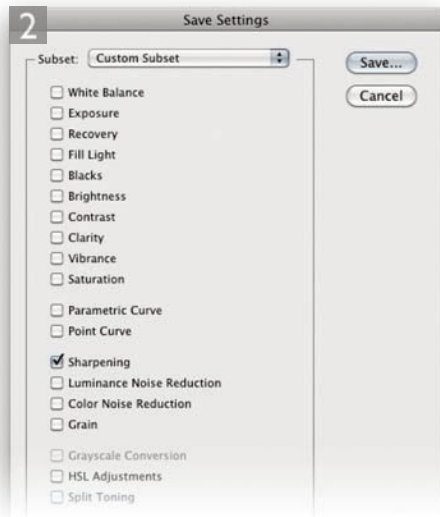 2
Save Settings
Subset: Custom Subset
Save...
Cancel
White Balance
Exposure
Recovery
Fill Light
Blacks
Brightness
Contrast
Clarity
Vibrance
Saturation
Parametric Curve
Point Curve
Sharpening
Luminance Noise Reduction
Color Noise Reduction
Grain
Grayscale Conversion
HSL Adjustments
Split Toning